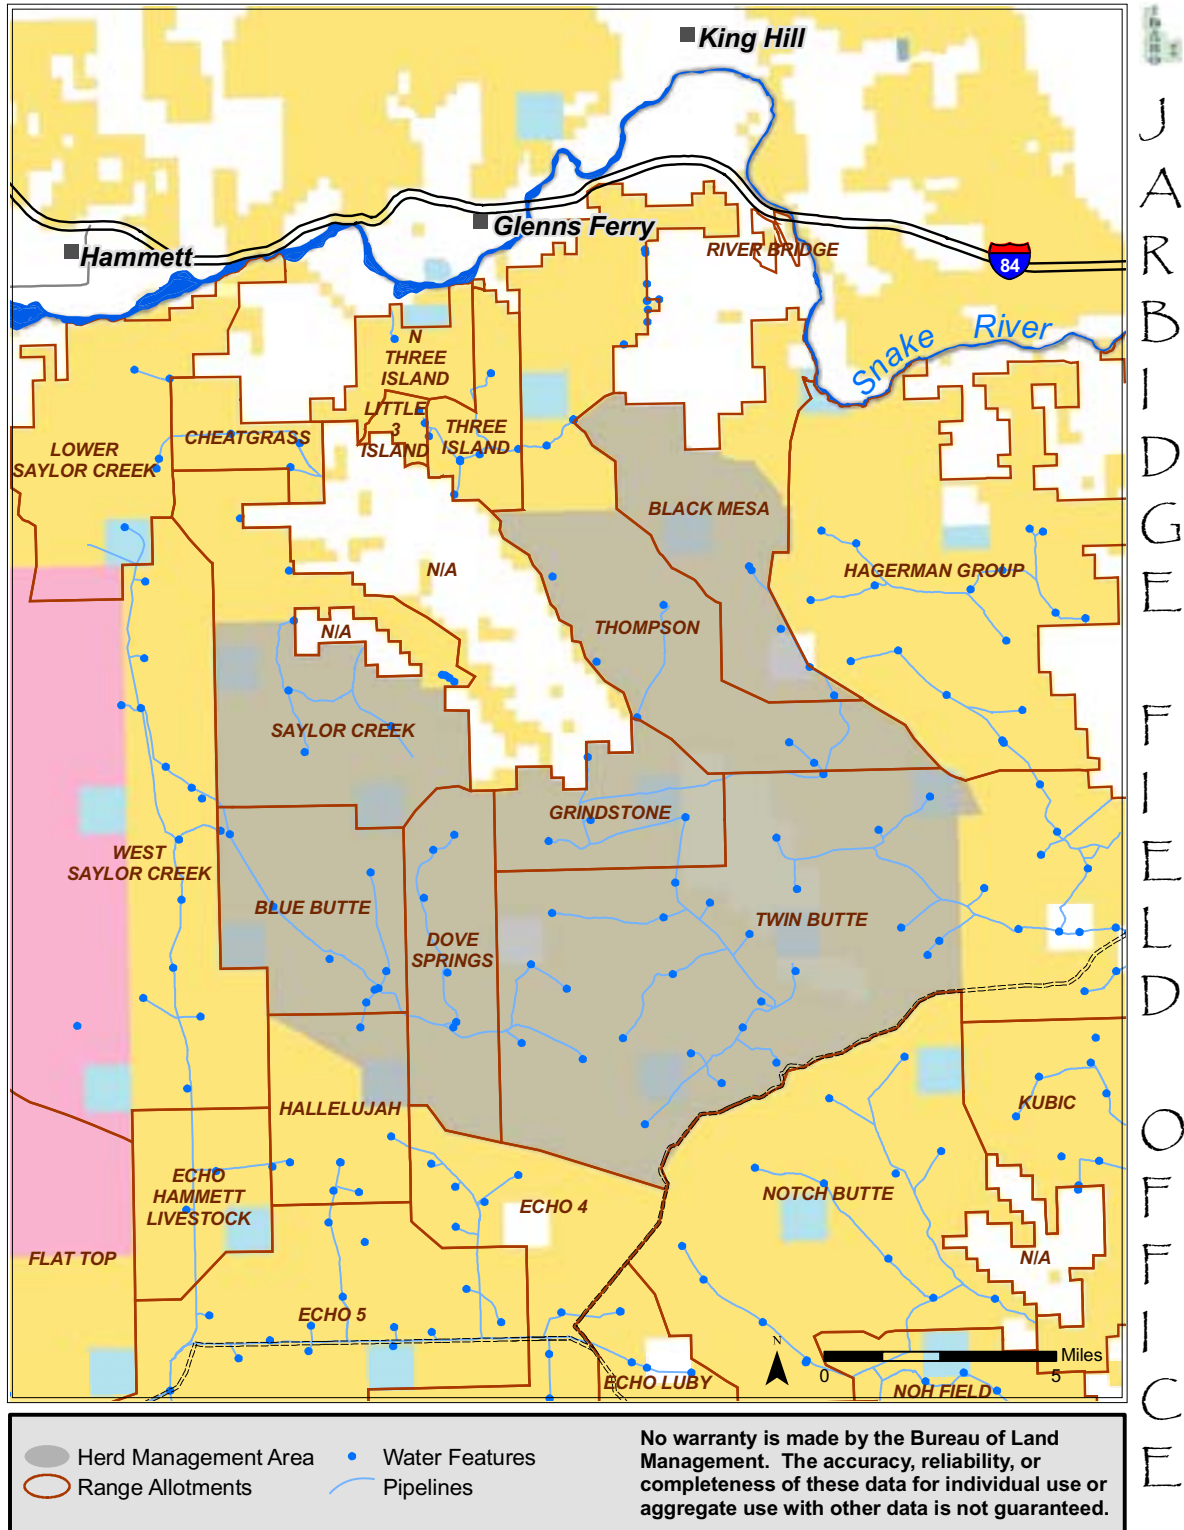 King Hill
Glenns Ferry
Hammett
RIVER BRIDGE
84
Snake River
N
THREE
ISLAND
LITTLE
3
ISLAND
THREE
ISLAND
CHEATGRASS
LOWER
SAYLOR CREEK
BLACK MESA
HAGERMAN GROUP
N/A
THOMPSON
N/A
SAYLOR CREEK
GRINDSTONE
WEST
SAYLOR CREEK
BLUE BUTTE
DOVE
SPRINGS
TWIN BUTTE
HALLELUJAH
KUBIC
ECHO
HAMMETT
LIVESTOCK
ECHO 4
NOTCH BUTTE
FLAT TOP
N/A
ECHO 5
ECHO LUBY
NOH FIELD
N
0 5 Miles
JARBIDGE FIELD OFFICE
Herd Management Area
Range Allotments
Water Features
Pipelines
No warranty is made by the Bureau of Land
Management. The accuracy, reliability, or
completeness of these data for individual use or
aggregate use with other data is not guaranteed.